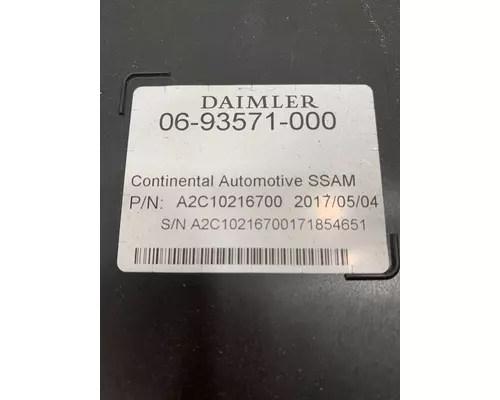 DAIMLER
06-93571-000
Continental Automotive SSAM
P/N: A2C10216700 2017/05/04
S/N A2C10216700171854651